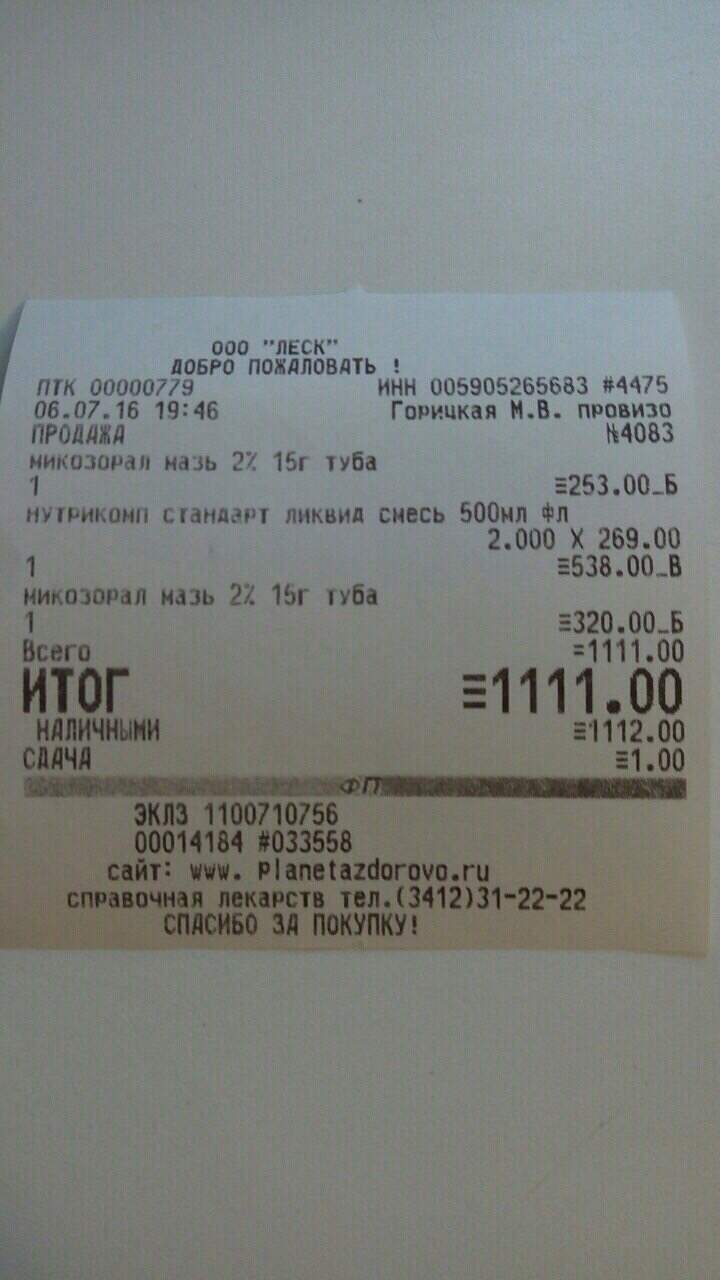 ООО "ЛЕСК"
ДОБРО ПОЖАЛОВАТЬ !
ПТК 00000779 ИНН 005905265683 #4475
06.07.16 19:46 Горицкая М.В. провизо
ПРОДАЖА №4083
микозорал мазь 2% 15г туба
1 ≡253.00_Б
нутрикомп стандарт ликвид смесь 500мл фл
2.000 X 269.00
1 ≡538.00_В
микозорал мазь 2% 15г туба
1 ≡320.00_Б
Всего =1111.00
ИТОГ ≡1111.00
НАЛИЧНЫМИ ≡1112.00
СДАЧА ≡1.00
ФП
ЭКЛЗ 1100710756
00014184 #033558
сайт: www. Planetazdorovo.ru
справочная лекарств тел.(3412)31-22-22
СПАСИБО ЗА ПОКУПКУ!